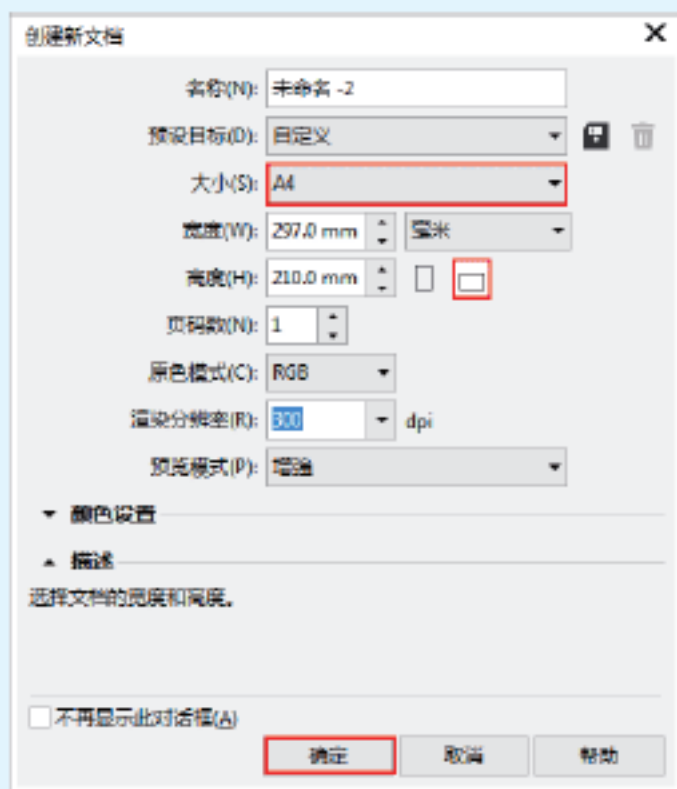 创建新文档
名称(N): 未命名 -2
预设目标(D): 自定义
大小(S): A4
宽度(W): 297.0 mm 毫米
高度(H): 210.0 mm
页码数(N): 1
原色模式(C): RGB
渲染分辨率(R): 300 dpi
预览模式(P): 增强
颜色设置
描述
选择文档的宽度和高度。
不再显示此对话框(A)
确定 取消 帮助